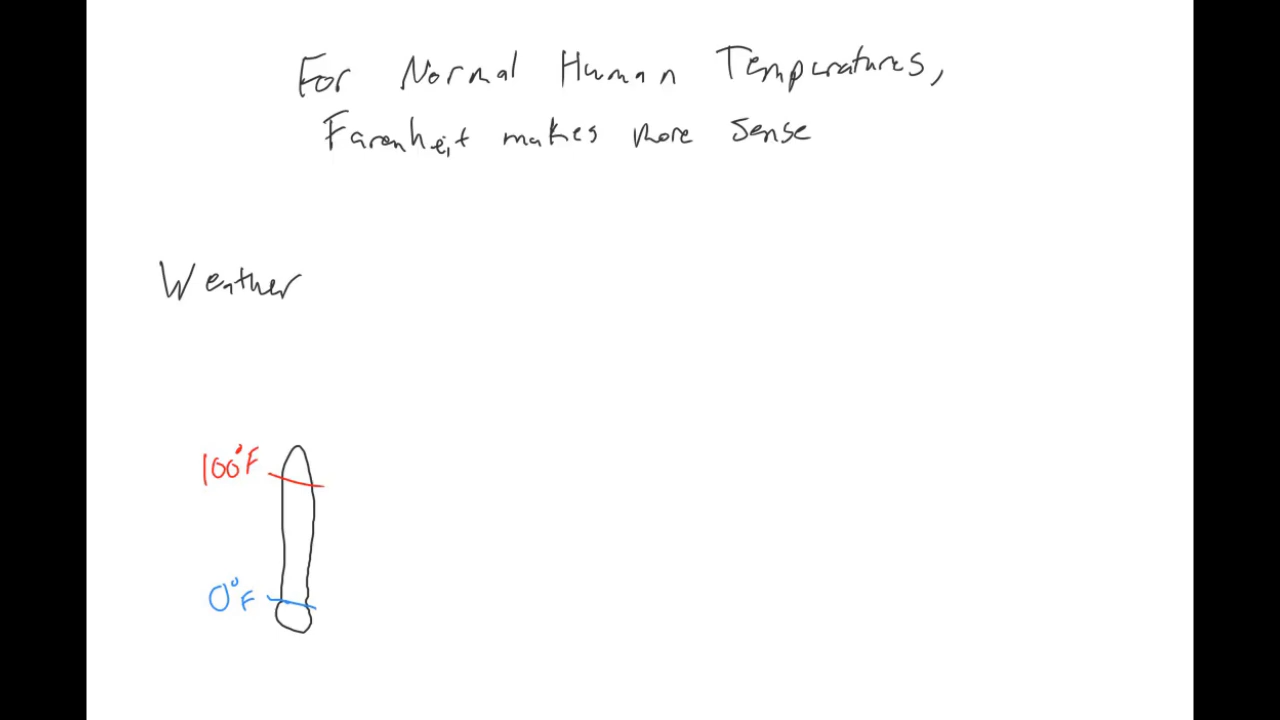 For Normal Human Temperatures,
Farenheit makes more sense
Weather
100°F
0°F